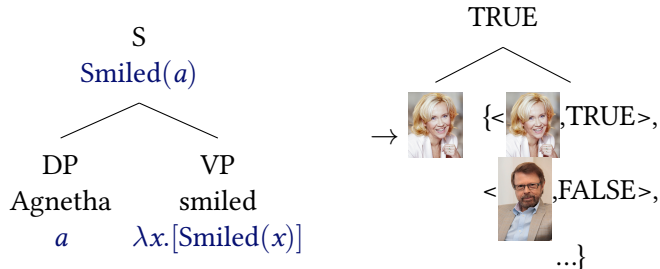 S
Smiled(a)
DP VP
Agnetha smiled
a λx.[Smiled(x)]
→
TRUE
{< ,TRUE>,
< ,FALSE>,
...}